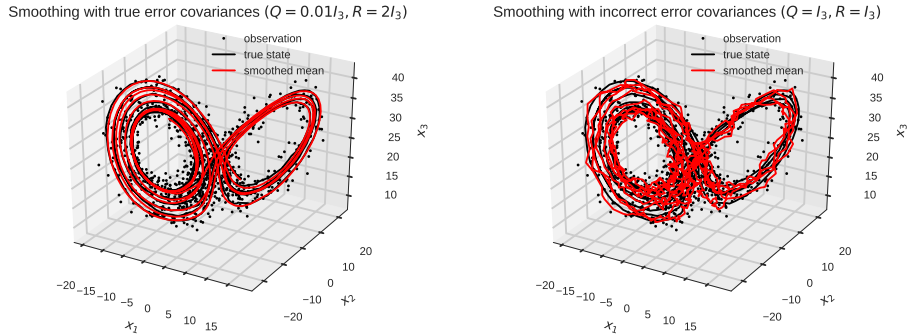 Smoothing with true error covariances (Q = 0.01I₃, R = 2I₃)
observation
true state
smoothed mean
40
35
30
25
20
15
10
x₃
20
10
0
−10
−20
x₂
−20
−15
−10
−5
0
5
10
15
x₁
Smoothing with incorrect error covariances (Q = I₃, R = I₃)
observation
true state
smoothed mean
40
35
30
25
20
15
10
x₃
20
10
0
−10
−20
x₂
−20
−15
−10
−5
0
5
10
15
x₁